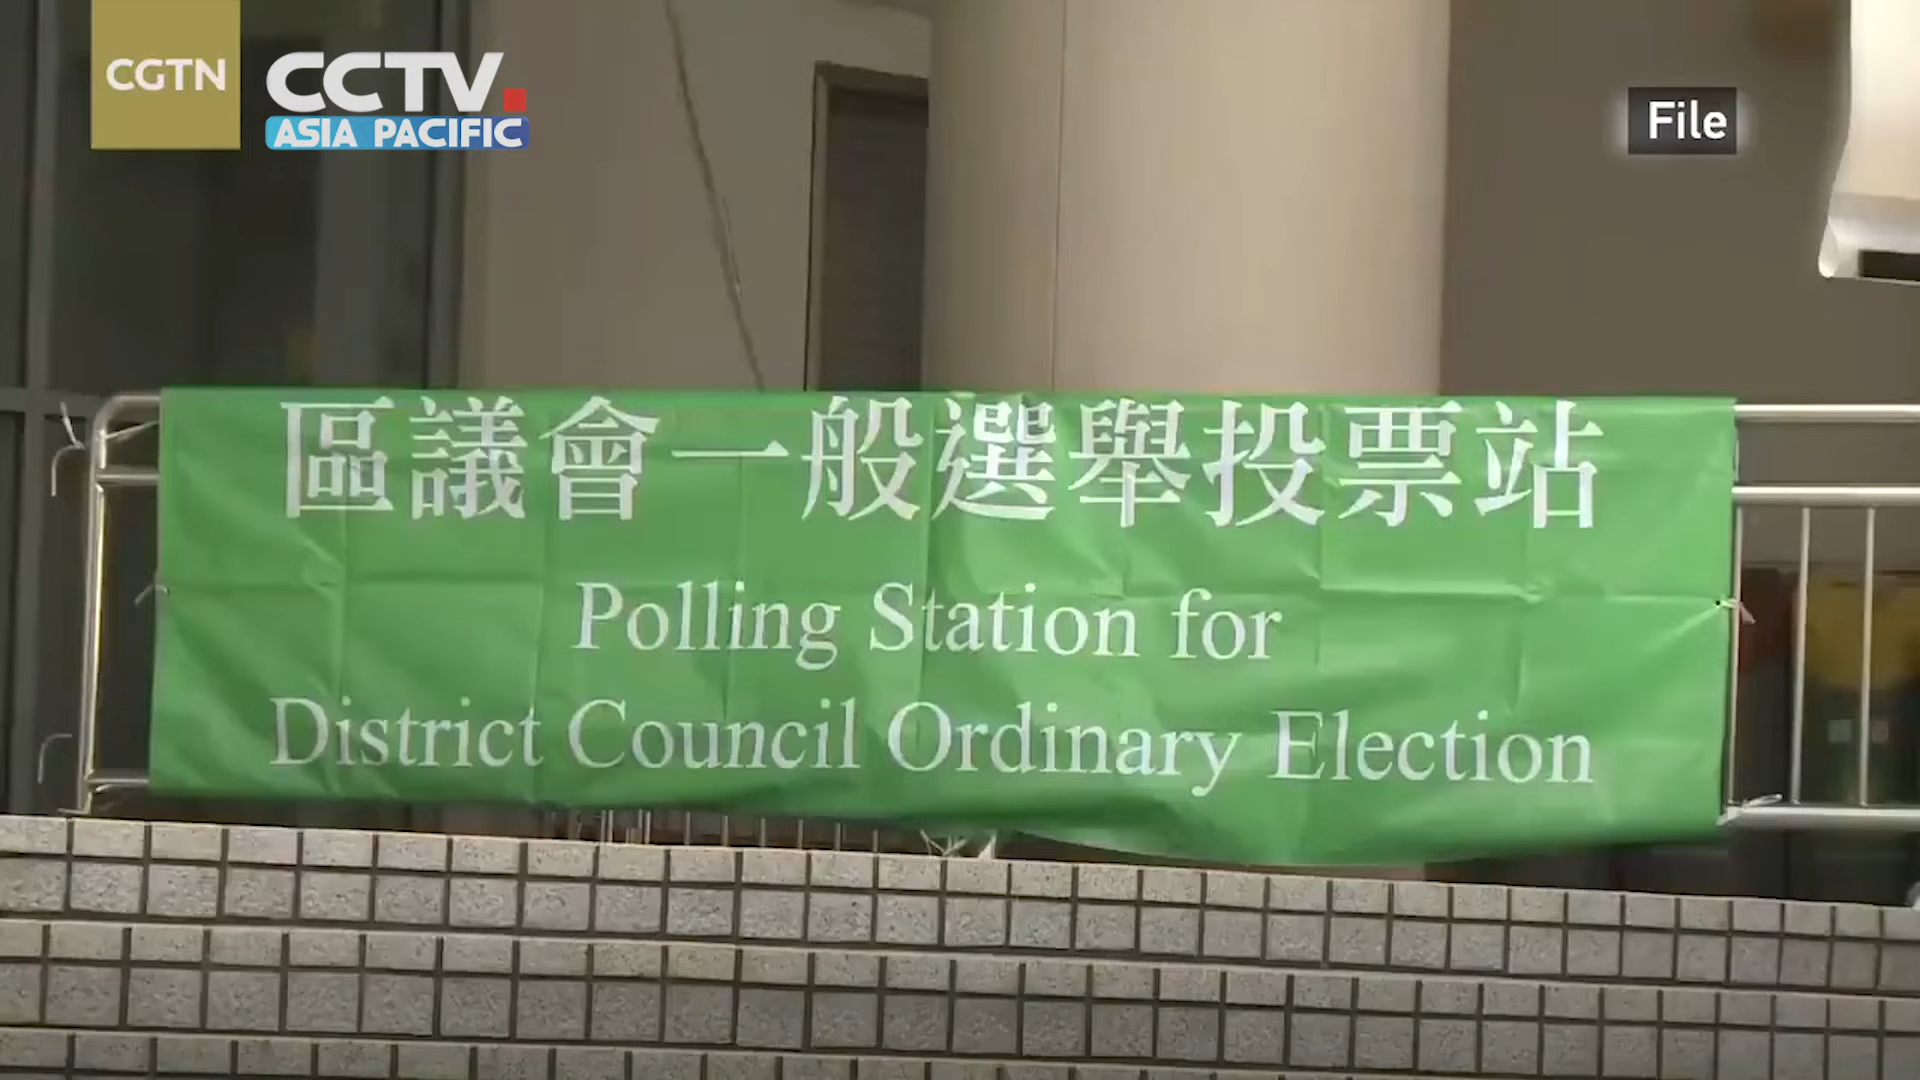 CGTN
CCTV
ASIA PACIFIC
File
區議會一般選舉投票站
Polling Station for
District Council Ordinary Election